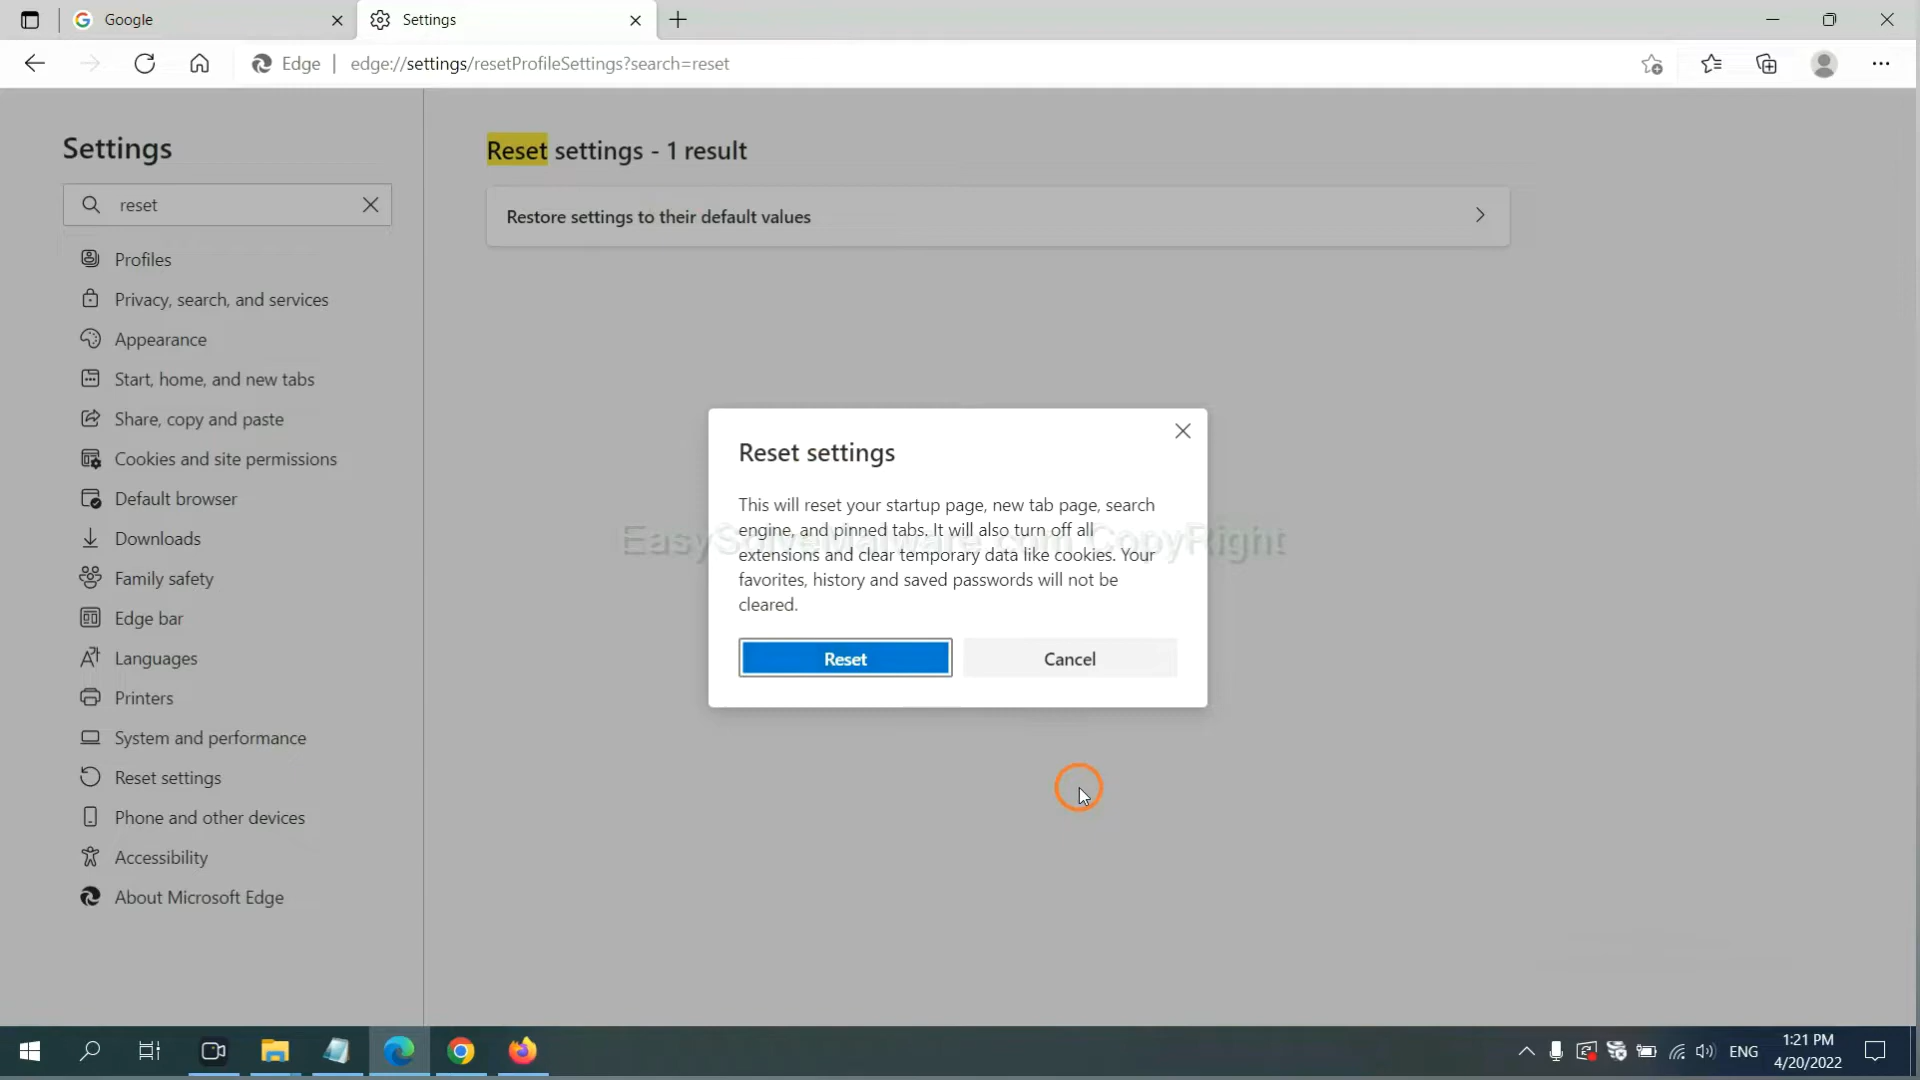 Google
Settings
Edge
edge://settings/resetProfileSettings?search=reset
Settings
reset
Profiles
Privacy, search, and services
Appearance
Start, home, and new tabs
Share, copy and paste
Cookies and site permissions
Default browser
Downloads
Family safety
Edge bar
Languages
Printers
System and performance
Reset settings
Phone and other devices
Accessibility
About Microsoft Edge
Reset settings - 1 result
Restore settings to their default values
Reset settings
This will reset your startup page, new tab page, search
engine, and pinned tabs. It will also turn off all
extensions and clear temporary data like cookies. Your
favorites, history and saved passwords will not be
cleared.
Reset
Cancel
EasySolveMalware.com CopyRight
ENG
1:21 PM
4/20/2022